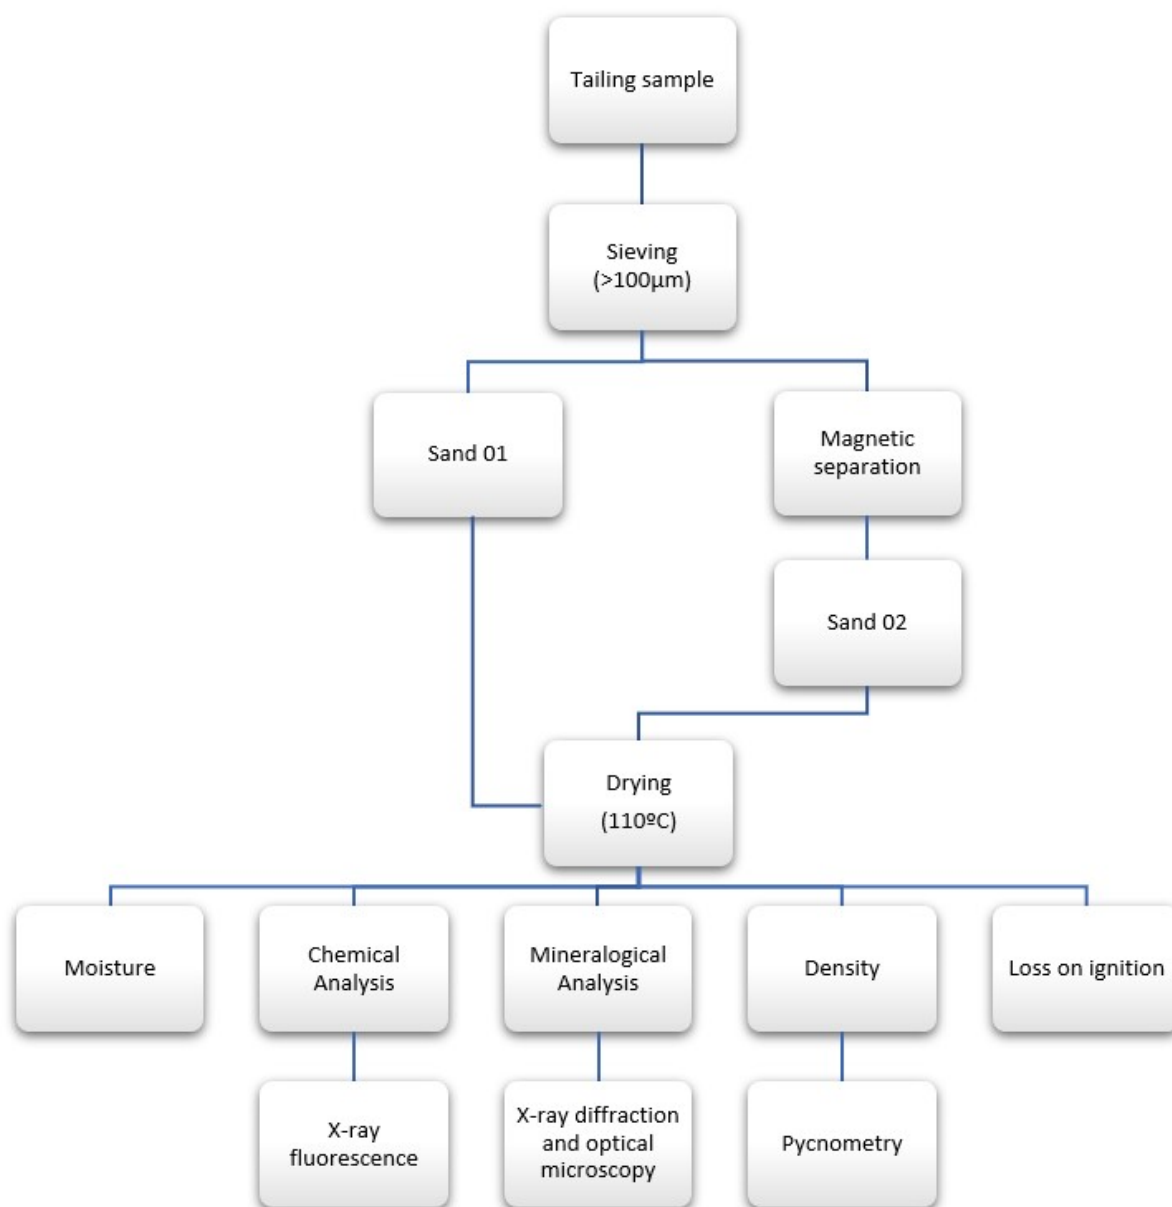 Tailing sample
Sieving
(>100µm)
Sand 01
Magnetic
separation
Sand 02
Drying
(110ºC)
Moisture
Chemical
Analysis
Mineralogical
Analysis
Density
Loss on ignition
X-ray
fluorescence
X-ray diffraction
and optical
microscopy
Pycnometry